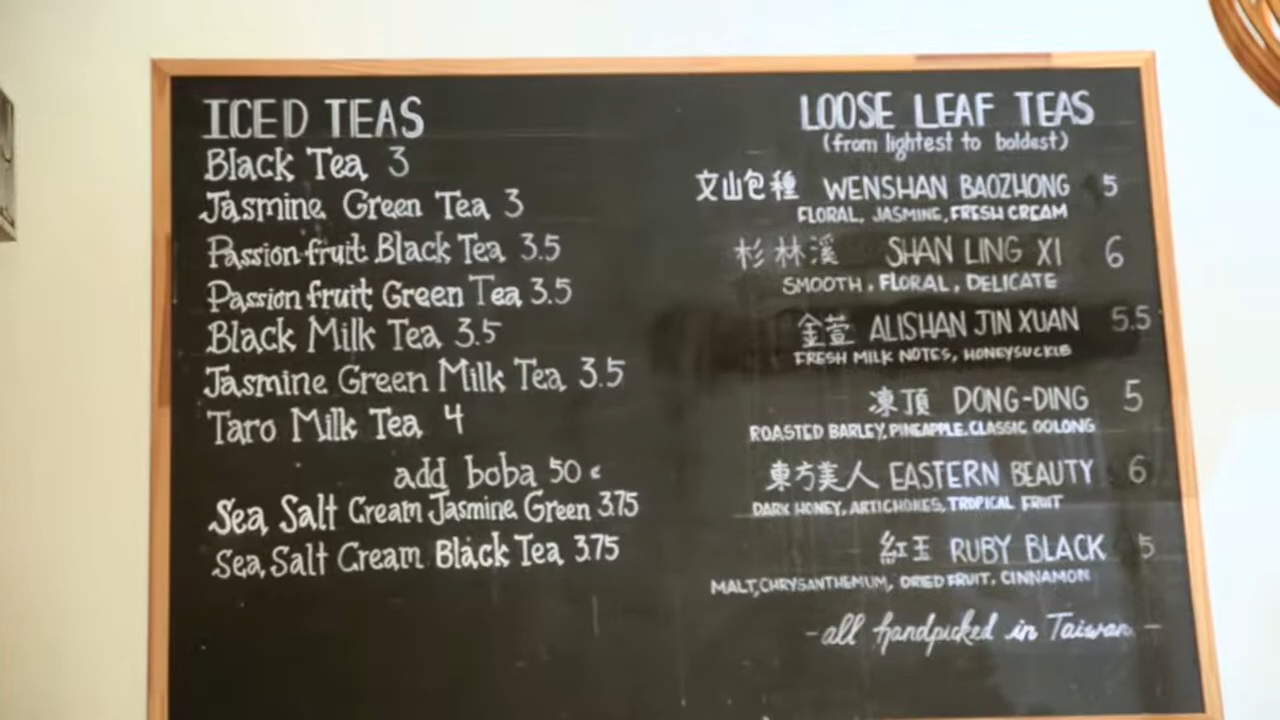 ICED TEAS
Black Tea 3
Jasmine Green Tea 3
Passion fruit Black Tea 3.5
Passion fruit Green Tea 3.5
Black Milk Tea 3.5
Jasmine Green Milk Tea 3.5
Taro Milk Tea 4
add boba 50 ¢
Sea Salt Cream Jasmine Green 3.75
Sea Salt Cream Black Tea 3.75
LOOSE LEAF TEAS
(from lightest to boldest)
文山包種 WENSHAN BAOZHONG 5
FLORAL, JASMINE, FRESH CREAM
杉林溪 SHAN LING XI 6
SMOOTH, FLORAL, DELICATE
金萱 ALISHAN JIN XUAN 5.5
FRESH MILK NOTES, HONEYSUCKLE
凍頂 DONG-DING 5
ROASTED BARLEY, PINEAPPLE, CLASSIC OOLONG
東方美人 EASTERN BEAUTY 6
DARK HONEY, ARTICHOKES, TROPICAL FRUIT
紅玉 RUBY BLACK 5
MALT, CHRYSANTHEMUM, DRIED FRUIT, CINNAMON
- all handpicked in Taiwan -